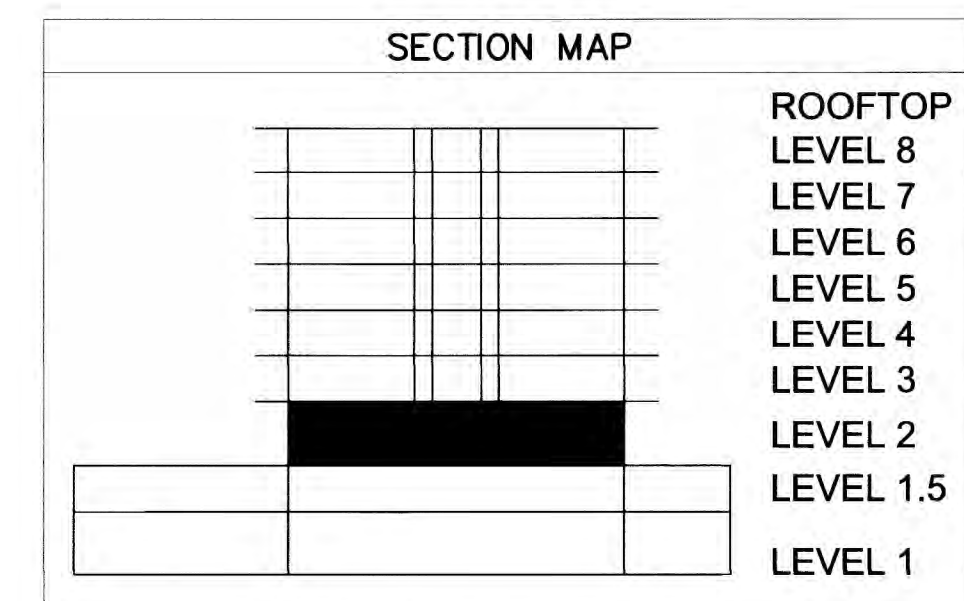 SECTION MAP
ROOFTOP
LEVEL 8
LEVEL 7
LEVEL 6
LEVEL 5
LEVEL 4
LEVEL 3
LEVEL 2
LEVEL 1.5
LEVEL 1